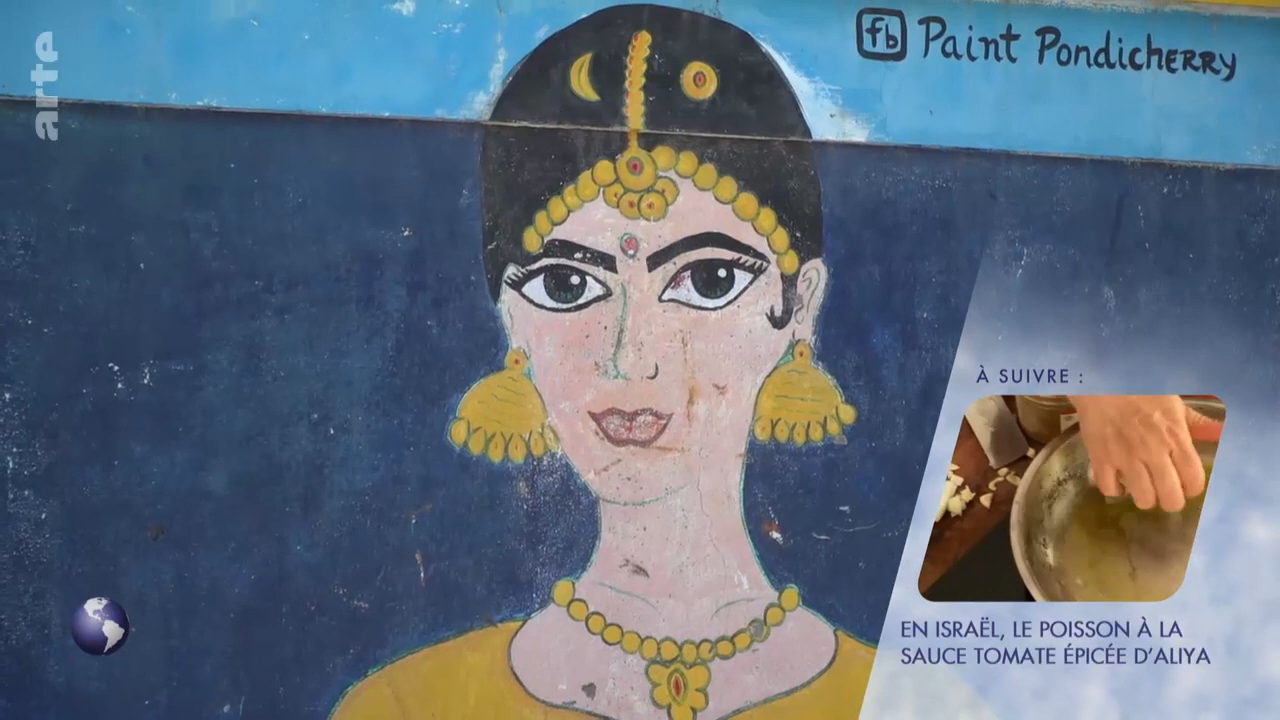 arte
fb Paint Pondicherry
À SUIVRE :
EN ISRAËL, LE POISSON À LA
SAUCE TOMATE ÉPICÉE D'ALIYA